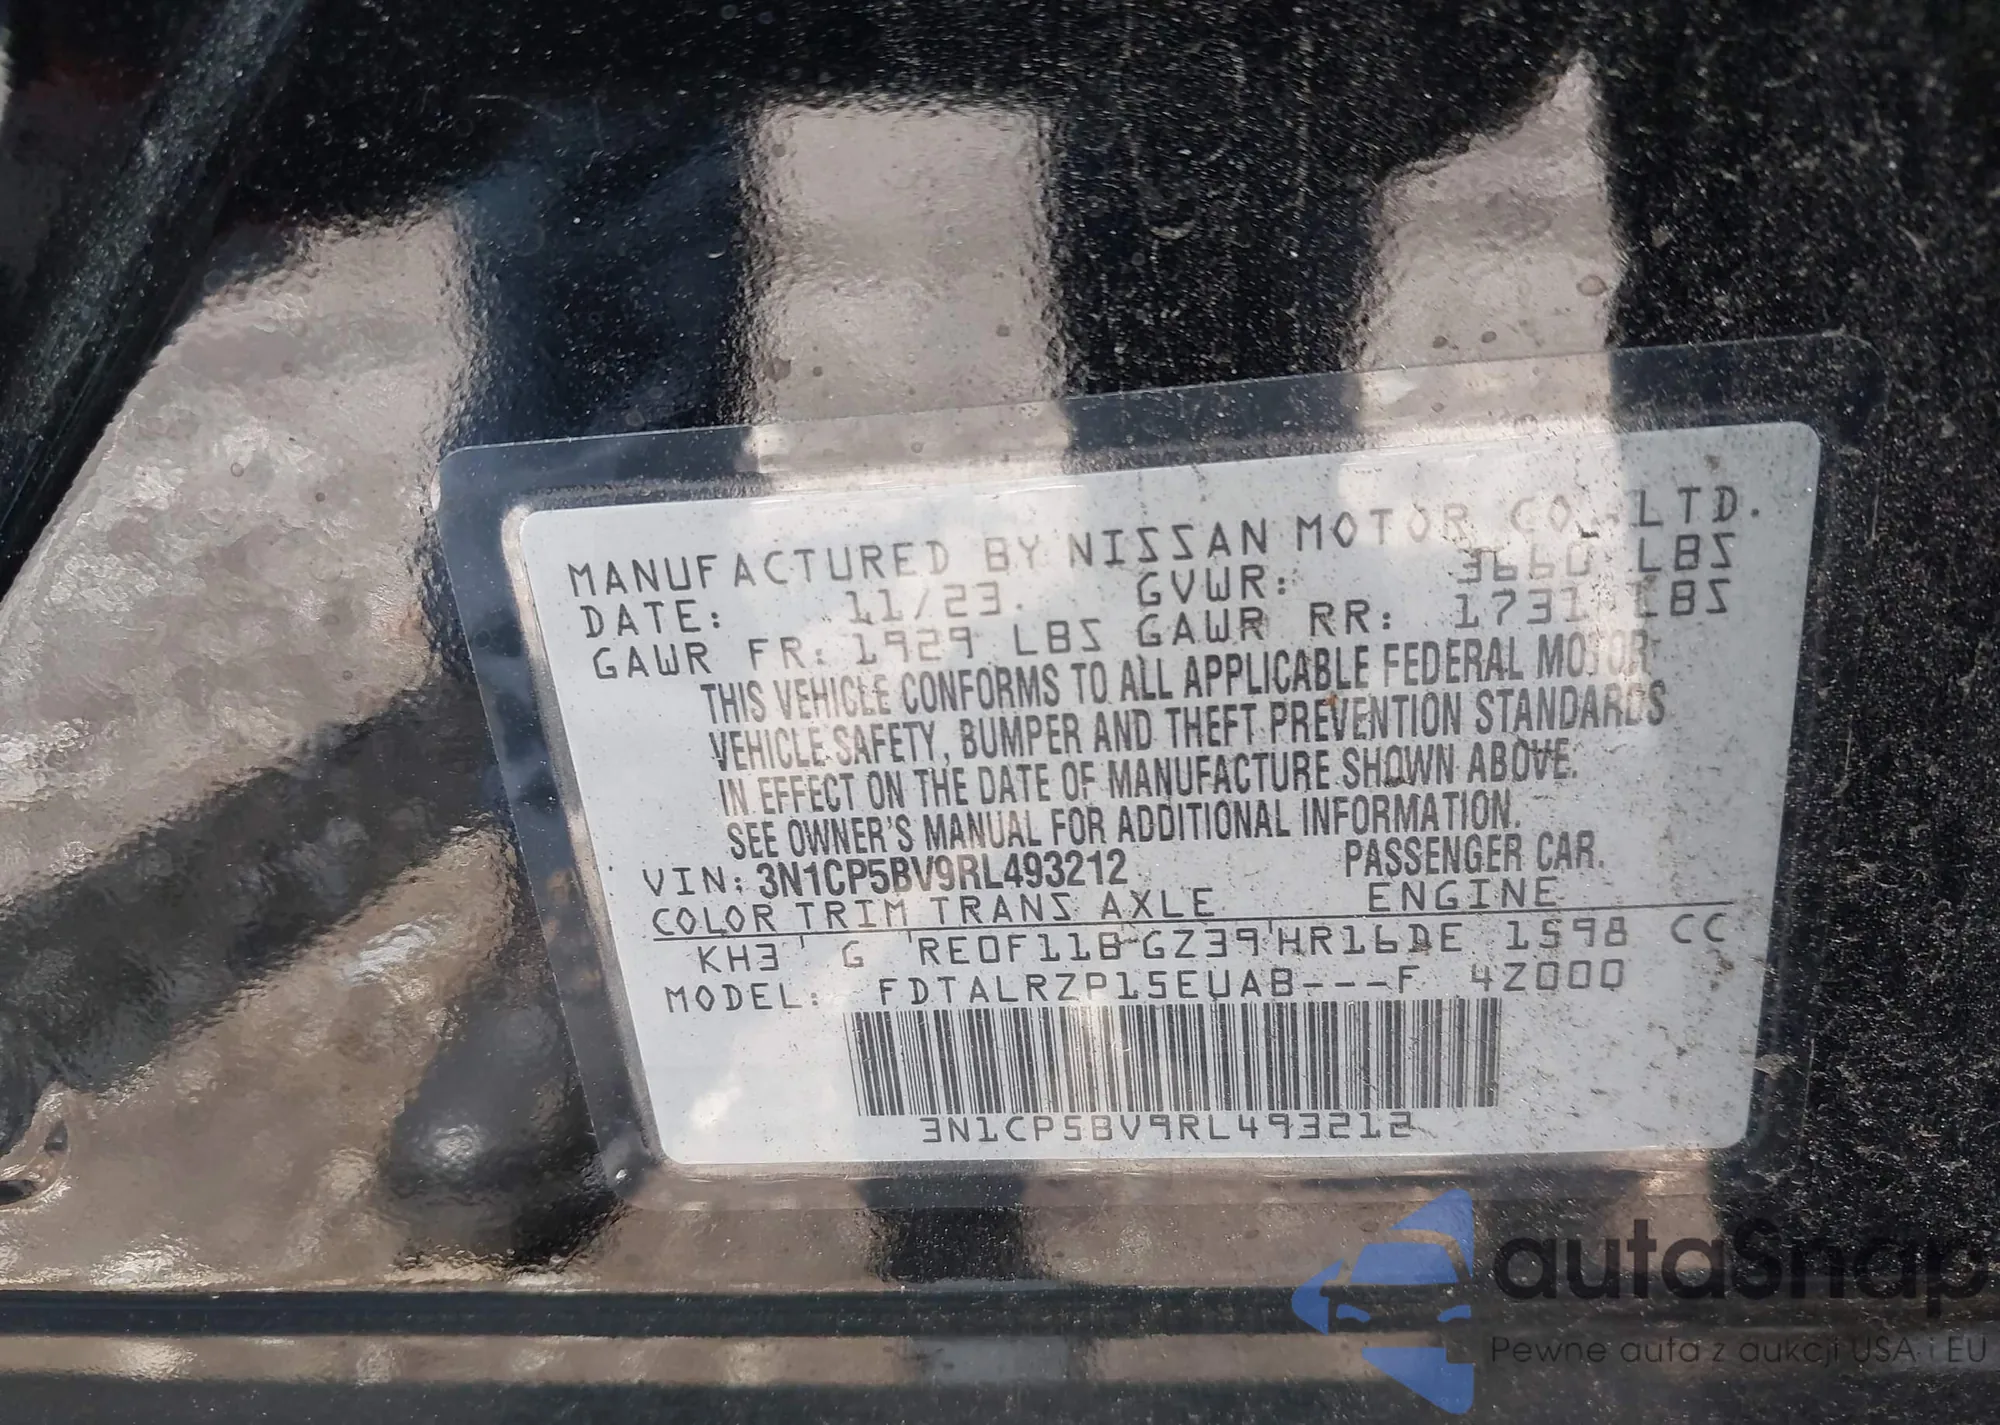 MANUFACTURED BY NISSAN MOTOR CO., LTD.
DATE: 11/23. GVWR: 3660 LBS
GAWR FR: 1929 LBS GAWR RR: 1731 LBS
THIS VEHICLE CONFORMS TO ALL APPLICABLE FEDERAL MOTOR
VEHICLE SAFETY, BUMPER AND THEFT PREVENTION STANDARDS
IN EFFECT ON THE DATE OF MANUFACTURE SHOWN ABOVE.
SEE OWNER'S MANUAL FOR ADDITIONAL INFORMATION.
VIN: 3N1CP5BV9RL493212 PASSENGER CAR.
COLOR TRIM TRANS AXLE ENGINE
KH3 G RE0F11B GZ39 HR16DE 1598 CC
MODEL: FDTALRZP15EUAB---F 4Z000
3N1CP5BV9RL493212
autaSnap
Pewne auta z aukcji USA i EU